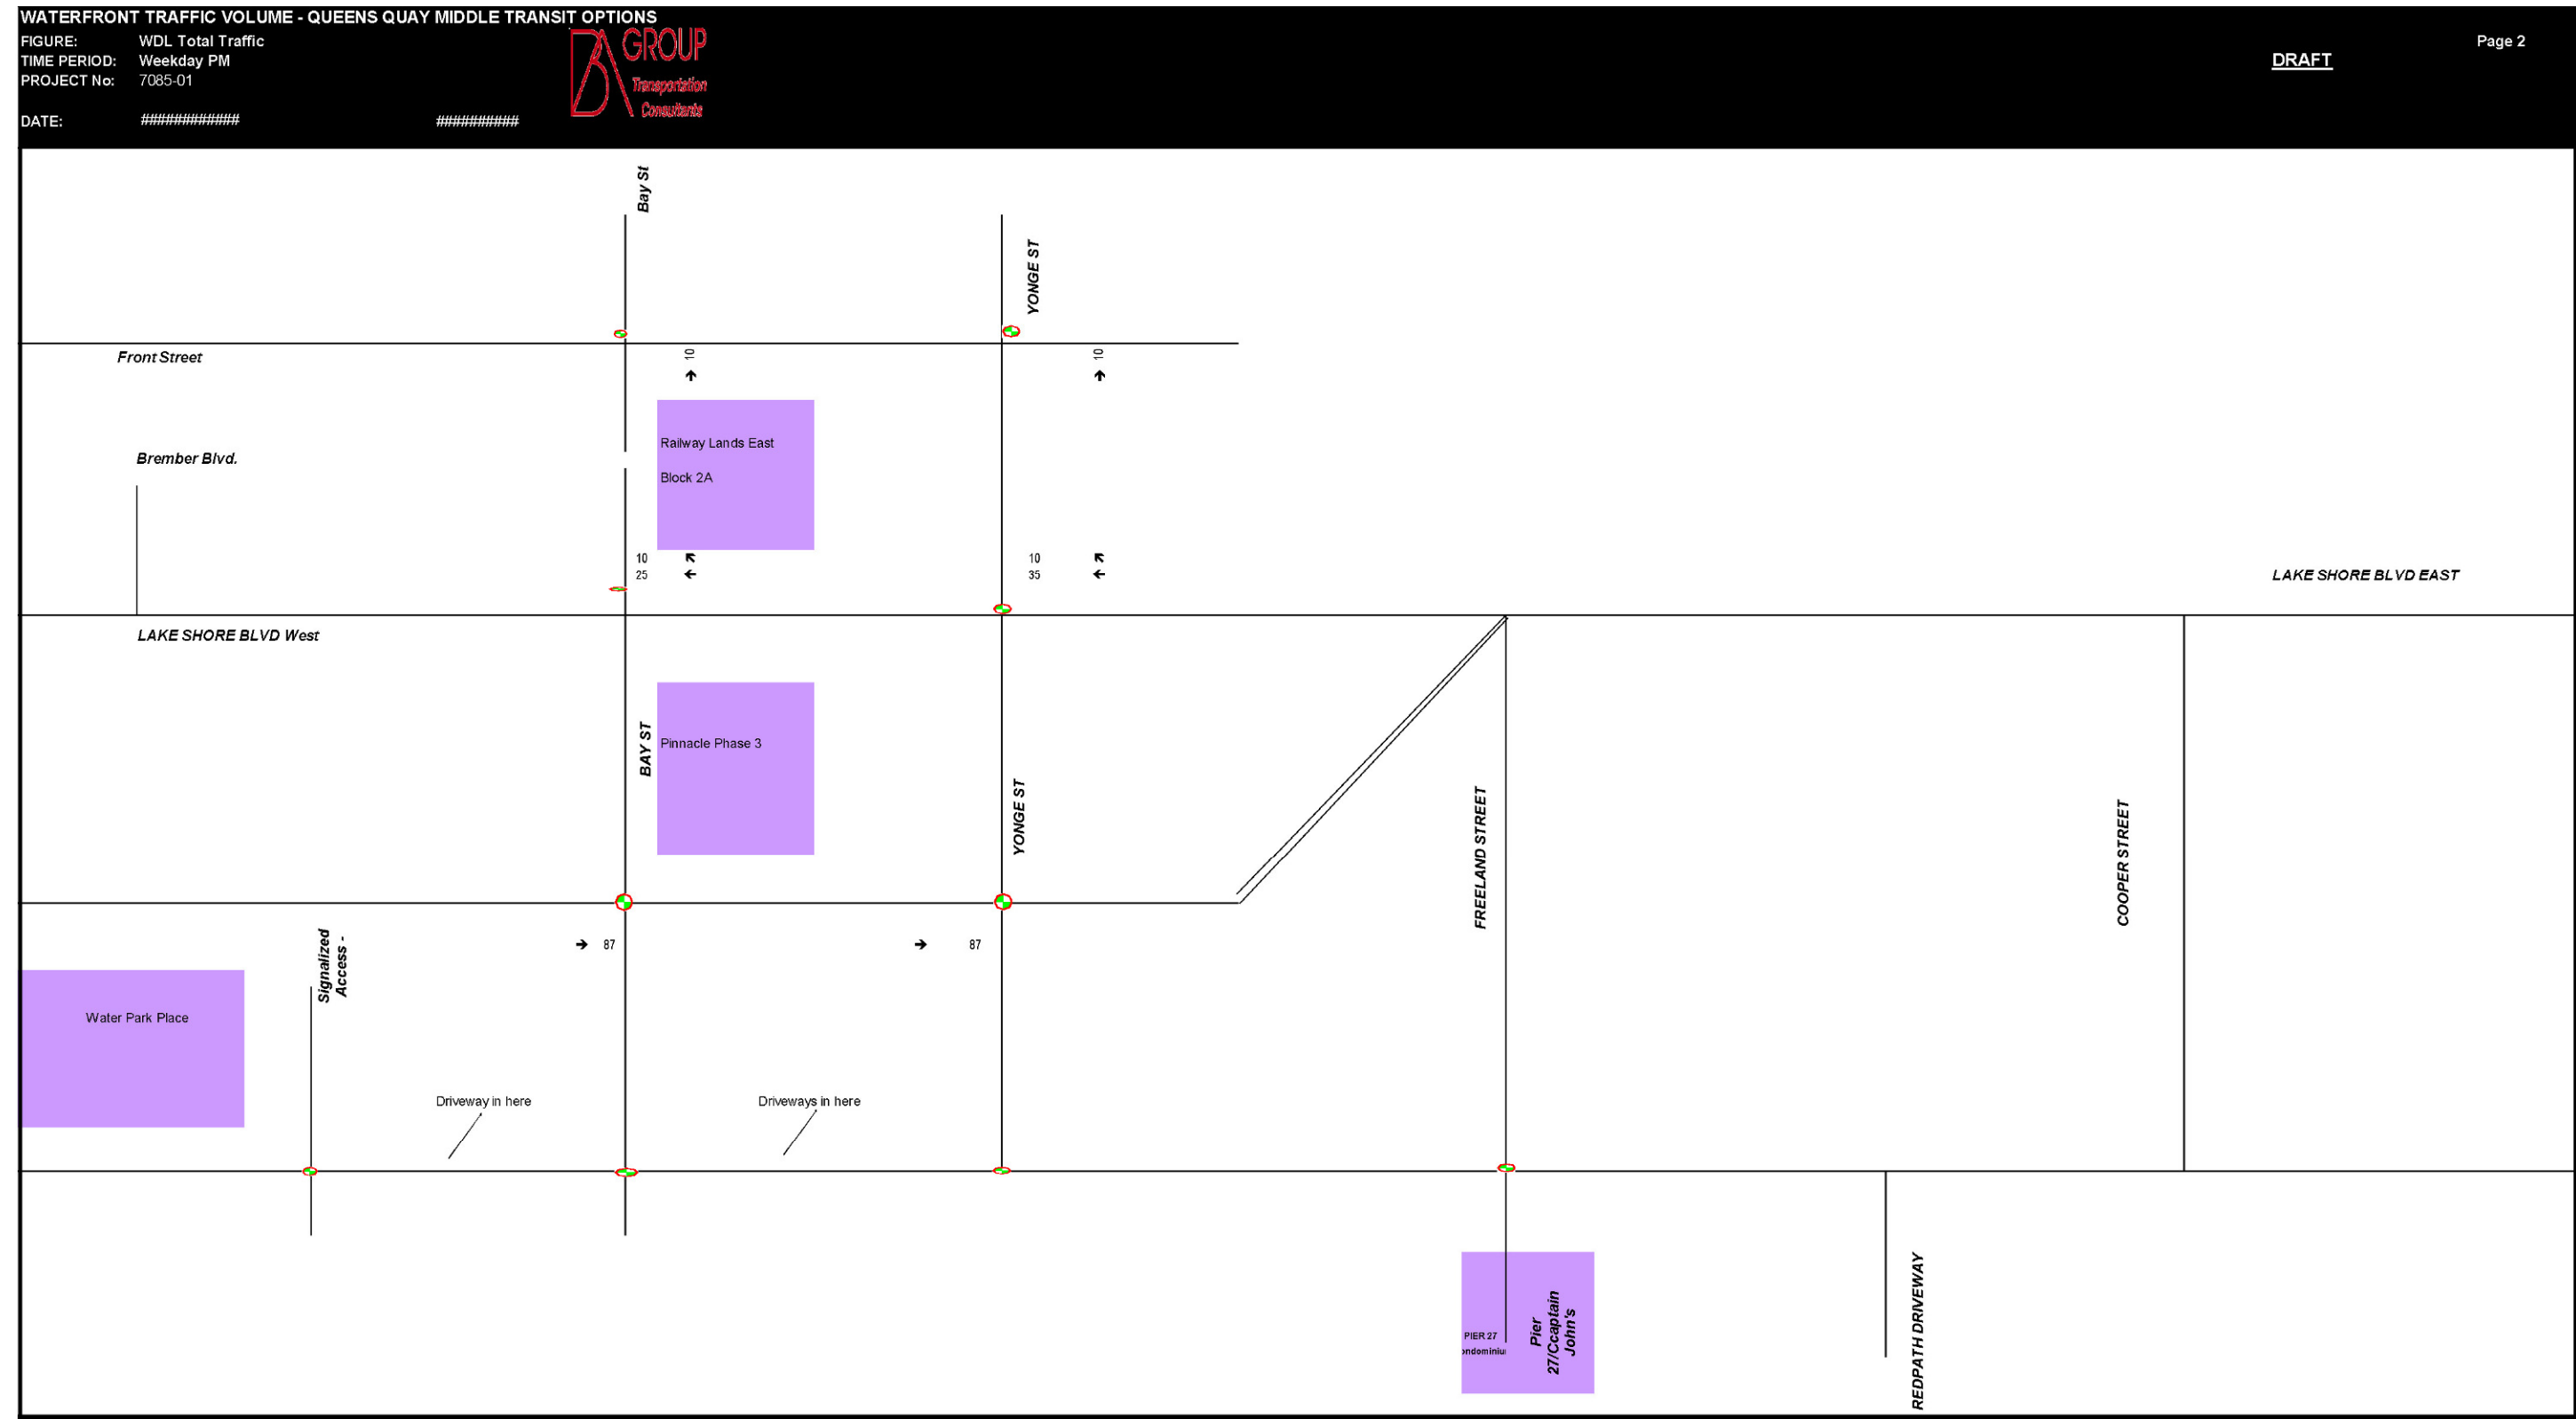 WATERFRONT TRAFFIC VOLUME - QUEENS QUAY MIDDLE TRANSIT OPTIONS
FIGURE: WDL Total Traffic
TIME PERIOD: Weekday PM
PROJECT No: 7085-01
DATE: ############ ##########
BA GROUP
Transportation
Consultants
DRAFT
Page 2
Bay St
YONGE ST
Front Street
10
10
Railway Lands East
Block 2A
Brember Blvd.
10
25
10
35
LAKE SHORE BLVD EAST
LAKE SHORE BLVD West
BAY ST
Pinnacle Phase 3
YONGE ST
FREELAND STREET
COOPER STREET
Signalized
Access -
87
87
Water Park Place
Driveway in here
Driveways in here
PIER 27
ondominiu
Pier
27/Ccaptain
John's
REDPATH DRIVEWAY